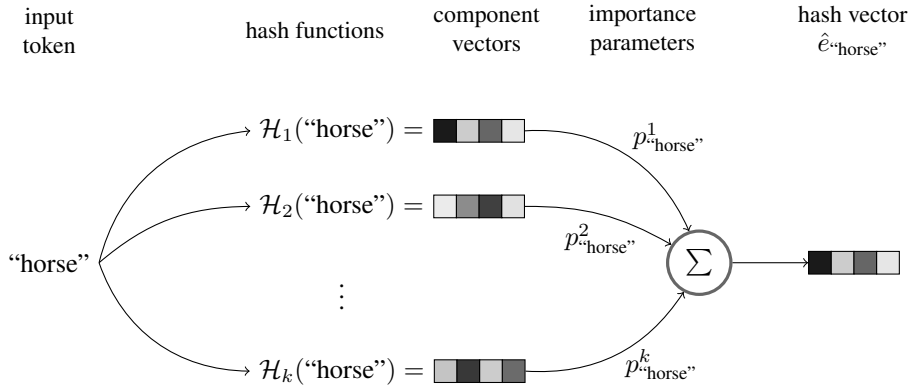 input token
hash functions
component vectors
importance parameters
hash vector
ê“horse”
“horse”
ℋ₁(“horse”) =
p¹“horse”
ℋ₂(“horse”) =
p²“horse”
∑
⋮
ℋₖ(“horse”) =
pᵏ“horse”